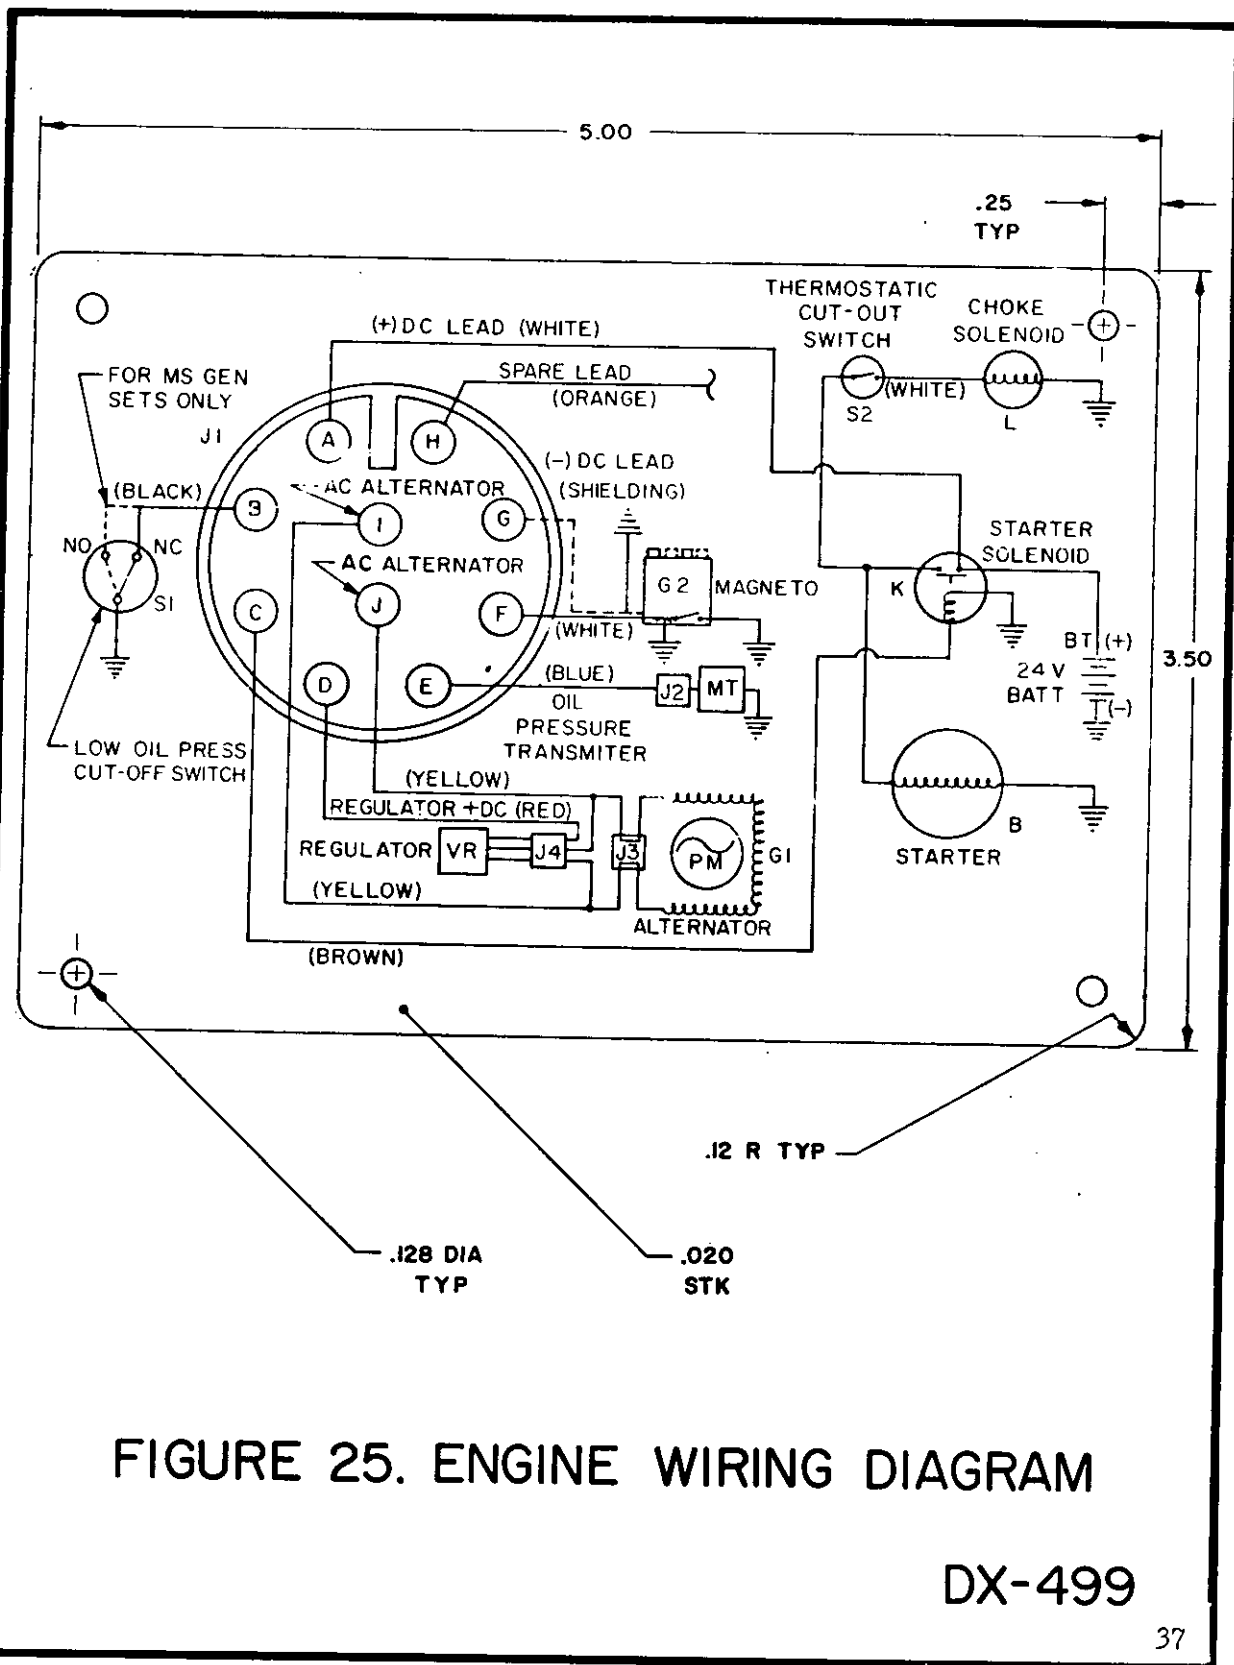 5.00
.25
TYP
THERMOSTATIC
CUT-OUT
SWITCH
CHOKE
SOLENOID
(+) DC LEAD (WHITE)
FOR MS GEN
SETS ONLY
SPARE LEAD
(ORANGE)
(WHITE)
S2
L
J1
A
H
(-) DC LEAD
(SHIELDING)
(BLACK)
AC ALTERNATOR
B
I
G
STARTER
SOLENOID
NO
NC
AC ALTERNATOR
G2
MAGNETO
K
S1
C
J
F
(WHITE)
BT (+)
3.50
24 V
BATT
(-)
D
E
(BLUE)
J2
MT
OIL
PRESSURE
TRANSMITER
LOW OIL PRESS
CUT-OFF SWITCH
(YELLOW)
REGULATOR +DC (RED)
REGULATOR
VR
J4
J3
PM
G1
B
STARTER
(YELLOW)
ALTERNATOR
(BROWN)
.12 R TYP
.128 DIA
TYP
.020
STK
FIGURE 25. ENGINE WIRING DIAGRAM
DX-499
37